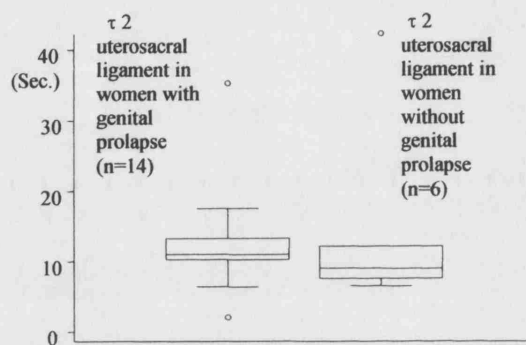 τ 2
uterosacral
ligament in
women with
genital
prolapse
(n=14)
τ 2
uterosacral
ligament in
women
without
genital
prolapse
(n=6)
40
(Sec.)
30
20
10
0